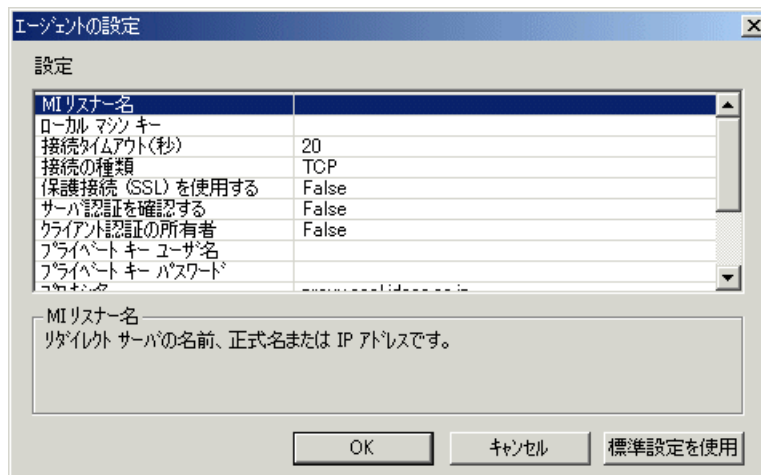 エージェントの設定
設定
MIリスナー名
ローカル マシン キー
接続タイムアウト(秒) 20
接続の種類 TCP
保護接続 (SSL) を使用する False
サーバ認証を確認する False
クライアント認証の所有者 False
プライベート キー ユーザ名
プライベート キー パスワード
MIリスナー名
リダイレクト サーバの名前、正式名または IP アドレスです。
OK キャンセル 標準設定を使用